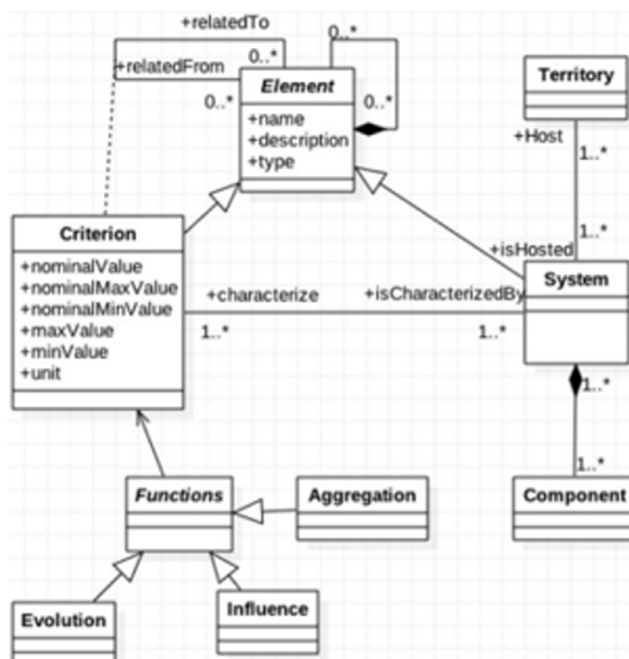 +relatedTo
0..*
+relatedFrom
0..*
Element
0..*
0..*
+name
+description
+type
Territory
+Host
1..*
1..*
+isHosted
System
Criterion
+nominalValue
+nominalMaxValue
+nominalMinValue
+maxValue
+minValue
+unit
+characterize
+isCharacterizedBy
1..*
1..*
1..*
1..*
Functions
Aggregation
Component
Evolution
Influence